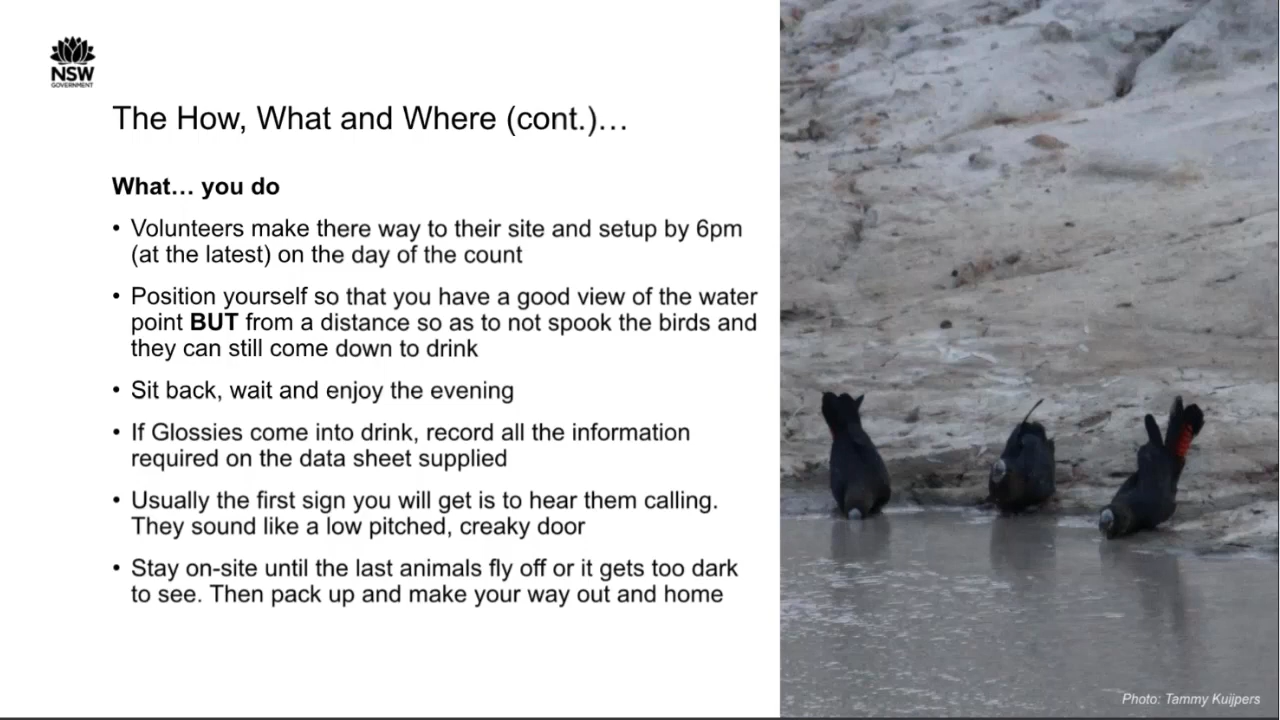 NSW
GOVERNMENT
The How, What and Where (cont.)…
What… you do
• Volunteers make there way to their site and setup by 6pm
(at the latest) on the day of the count
• Position yourself so that you have a good view of the water
point BUT from a distance so as to not spook the birds and
they can still come down to drink
• Sit back, wait and enjoy the evening
• If Glossies come into drink, record all the information
required on the data sheet supplied
• Usually the first sign you will get is to hear them calling.
They sound like a low pitched, creaky door
• Stay on-site until the last animals fly off or it gets too dark
to see. Then pack up and make your way out and home
Photo: Tammy Kuijpers